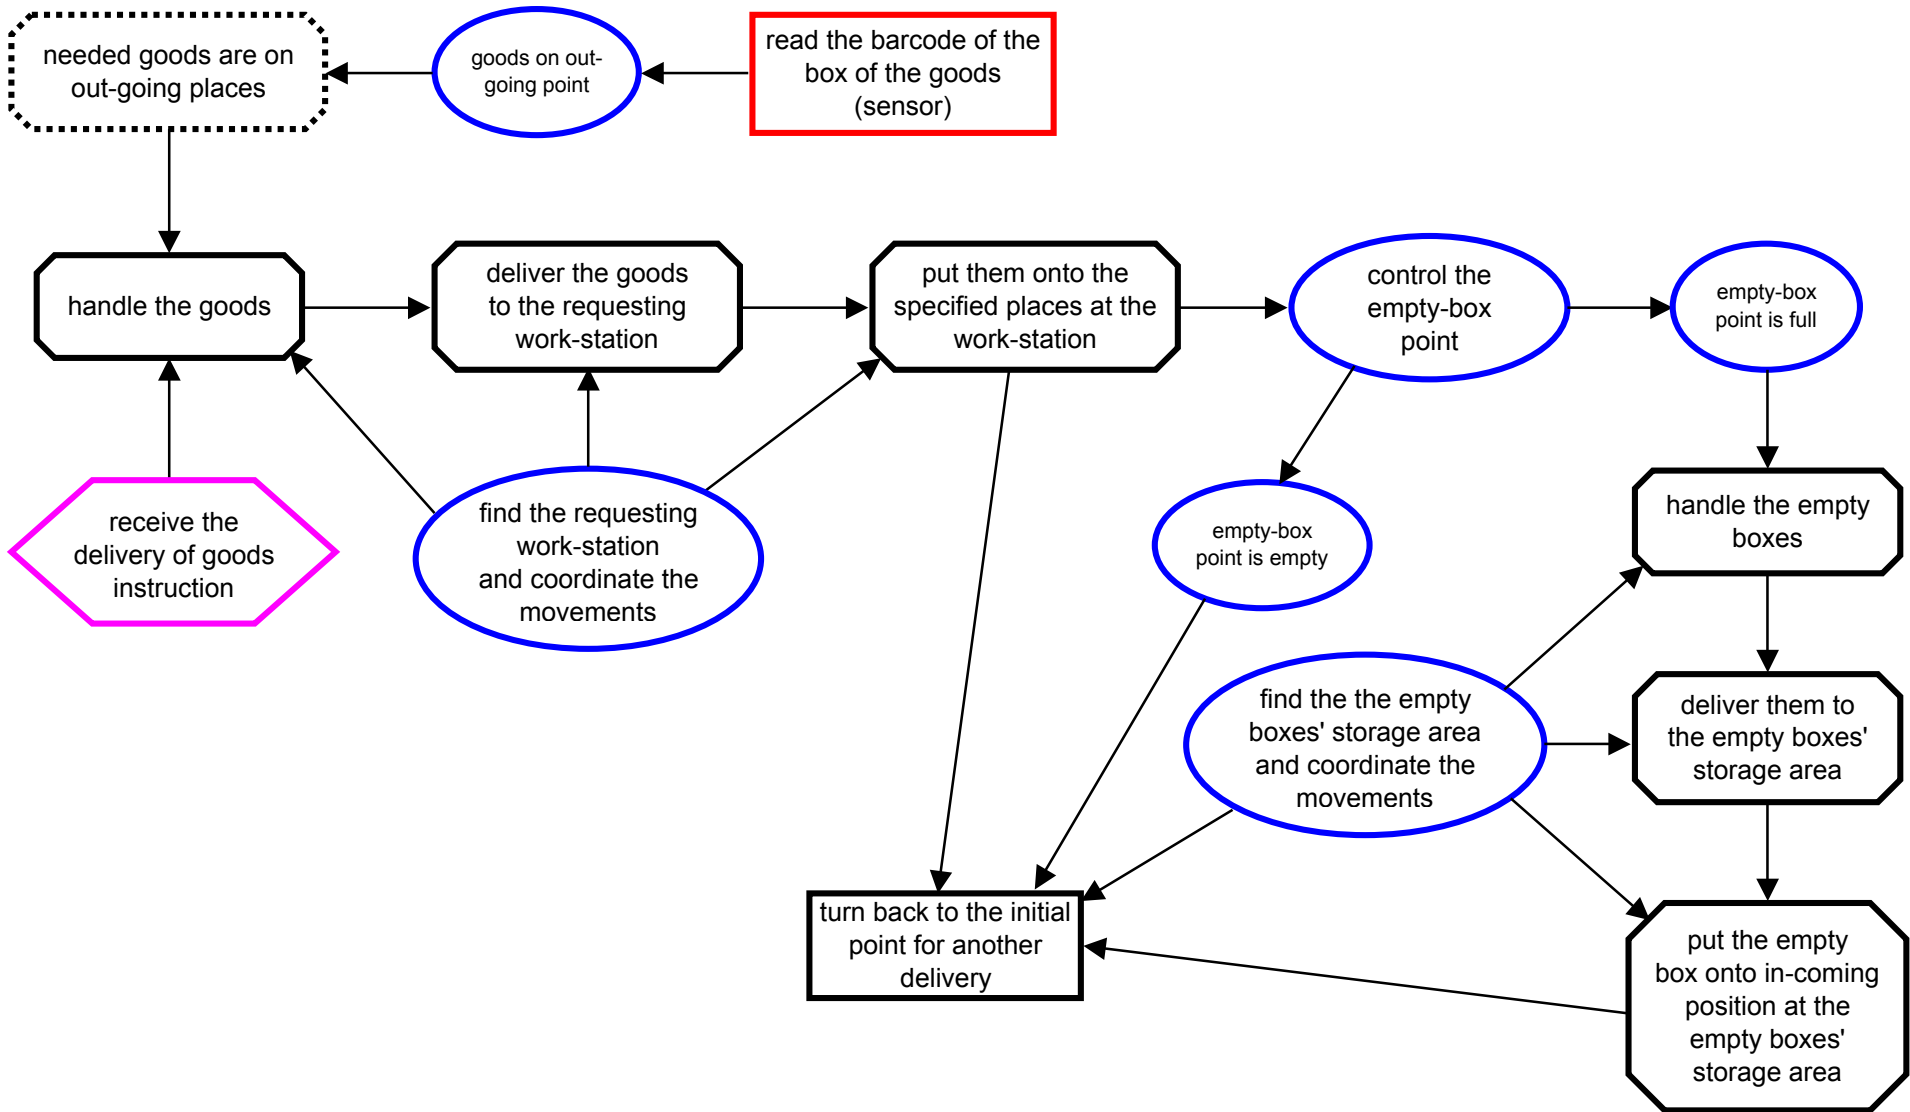 needed goods are on
out-going places
goods on out-
going point
read the barcode of the
box of the goods
(sensor)
handle the goods
deliver the goods
to the requesting
work-station
put them onto the
specified places at the
work-station
control the
empty-box
point
empty-box
point is full
receive the
delivery of goods
instruction
find the requesting
work-station
and coordinate the
movements
empty-box
point is empty
handle the empty
boxes
find the the empty
boxes' storage area
and coordinate the
movements
deliver them to
the empty boxes'
storage area
turn back to the initial
point for another
delivery
put the empty
box onto in-coming
position at the
empty boxes'
storage area